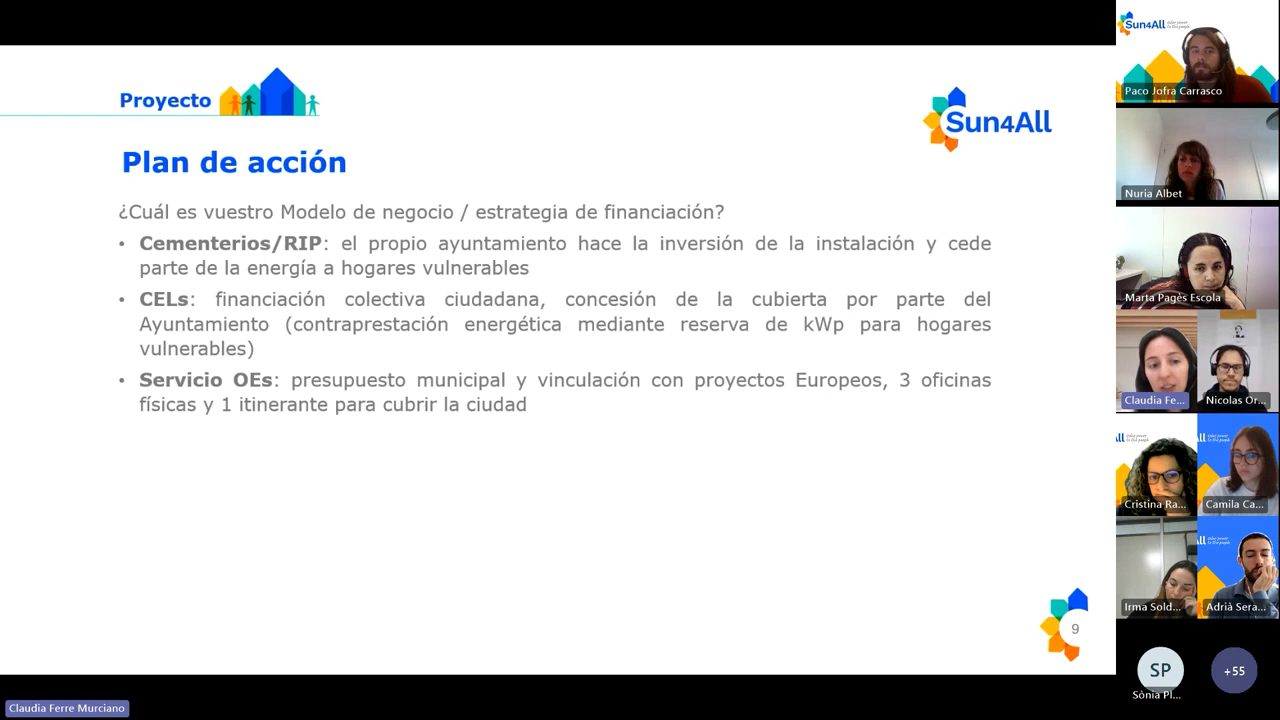 Proyecto
Sun4All
Plan de acción
¿Cuál es vuestro Modelo de negocio / estrategia de financiación?
• Cementerios/RIP: el propio ayuntamiento hace la inversión de la instalación y cede
parte de la energía a hogares vulnerables
• CELs: financiación colectiva ciudadana, concesión de la cubierta por parte del
Ayuntamiento (contraprestación energética mediante reserva de kWp para hogares
vulnerables)
• Servicio OEs: presupuesto municipal y vinculación con proyectos Europeos, 3 oficinas
físicas y 1 itinerante para cubrir la ciudad
9
Claudia Ferre Murciano
Sun4All
Paco Jofra Carrasco
Nuria Albet
Marta Pagès Escola
Claudia Fe...
Nicolas Or...
Cristina Ra...
Camila Ca...
Irma Sold...
Adrià Sera...
SP
Sònia Pl...
+55